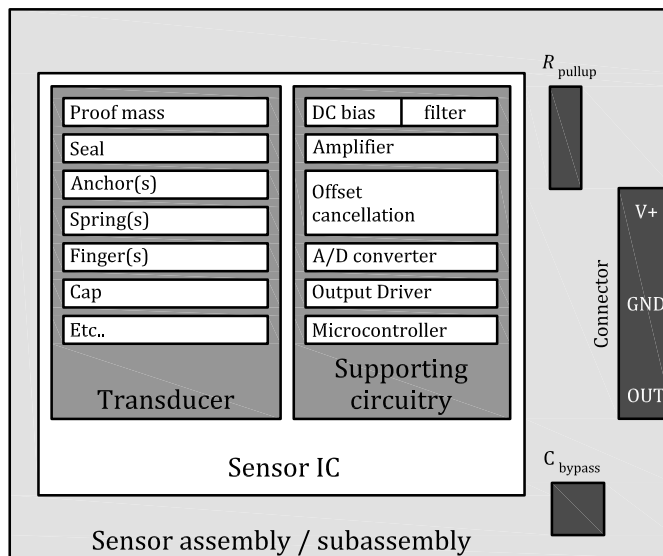 R pullup
Proof mass
Seal
Anchor(s)
Spring(s)
Finger(s)
Cap
Etc..
Transducer
DC bias filter
Amplifier
Offset
cancellation
A/D converter
Output Driver
Microcontroller
Supporting
circuitry
Sensor IC
V+
GND
OUT
Connector
C bypass
Sensor assembly / subassembly